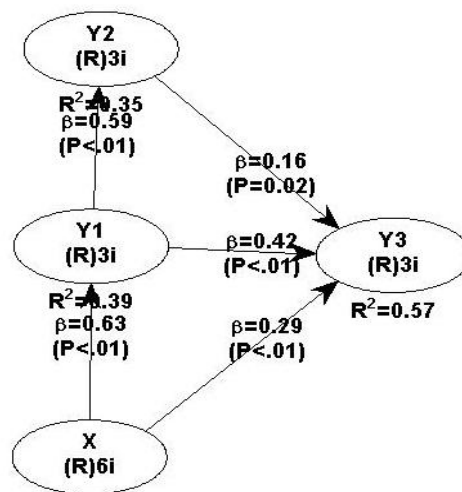 Y2
(R)3i
R²=0.35
β=0.59
(P<.01)
β=0.16
(P=0.02)
Y1
(R)3i
β=0.42
(P<.01)
Y3
(R)3i
R²=0.57
R²=0.39
β=0.63
(P<.01)
β=0.29
(P<.01)
X
(R)6i